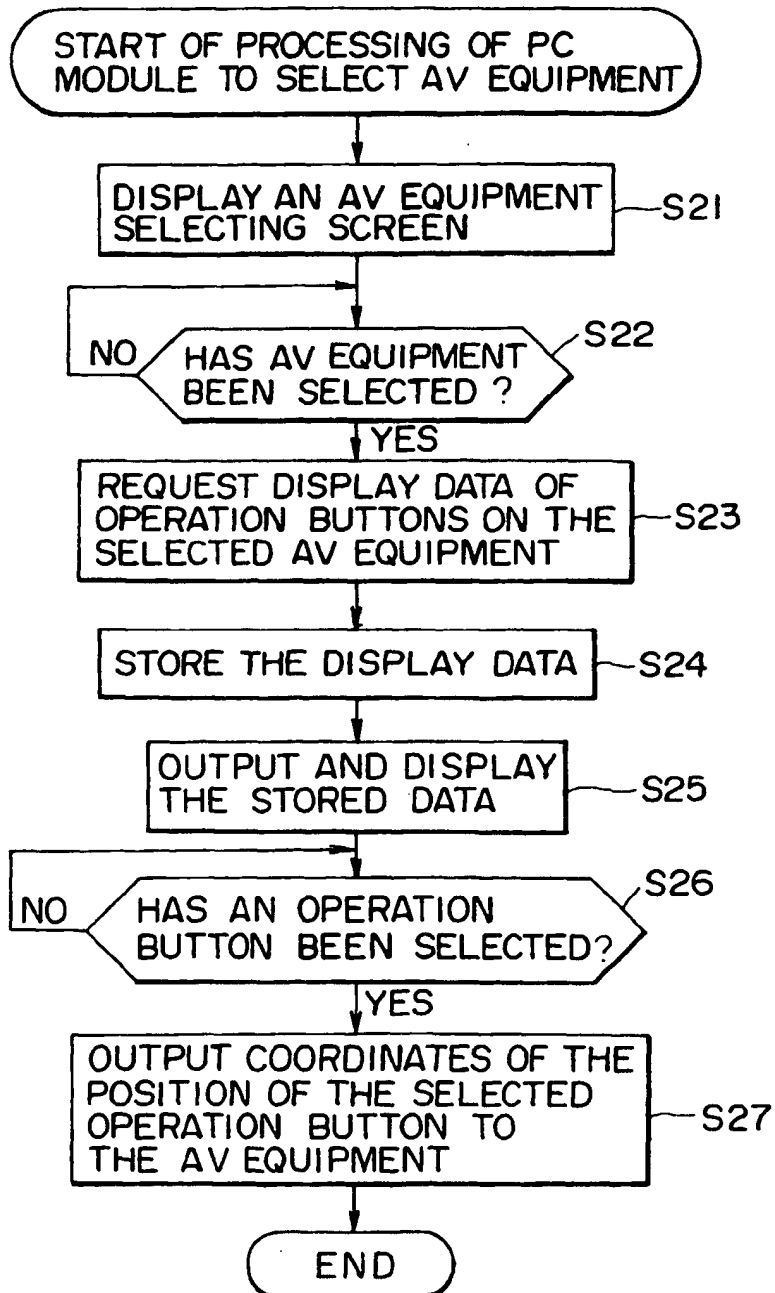 START OF PROCESSING OF PC
MODULE TO SELECT AV EQUIPMENT
DISPLAY AN AV EQUIPMENT
SELECTING SCREEN
S21
NO
HAS AV EQUIPMENT
BEEN SELECTED ?
S22
YES
REQUEST DISPLAY DATA OF
OPERATION BUTTONS ON THE
SELECTED AV EQUIPMENT
S23
STORE THE DISPLAY DATA
S24
OUTPUT AND DISPLAY
THE STORED DATA
S25
NO
HAS AN OPERATION
BUTTON BEEN SELECTED?
S26
YES
OUTPUT COORDINATES OF THE
POSITION OF THE SELECTED
OPERATION BUTTON TO
THE AV EQUIPMENT
S27
END